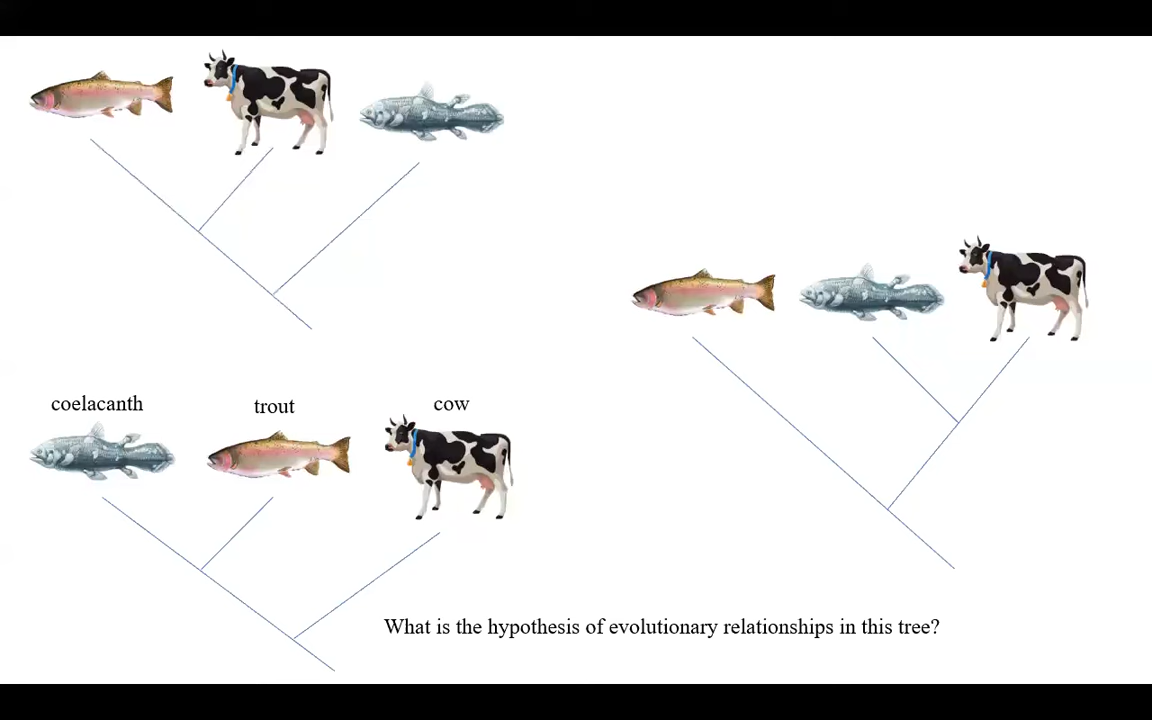 coelacanth trout cow
What is the hypothesis of evolutionary relationships in this tree?